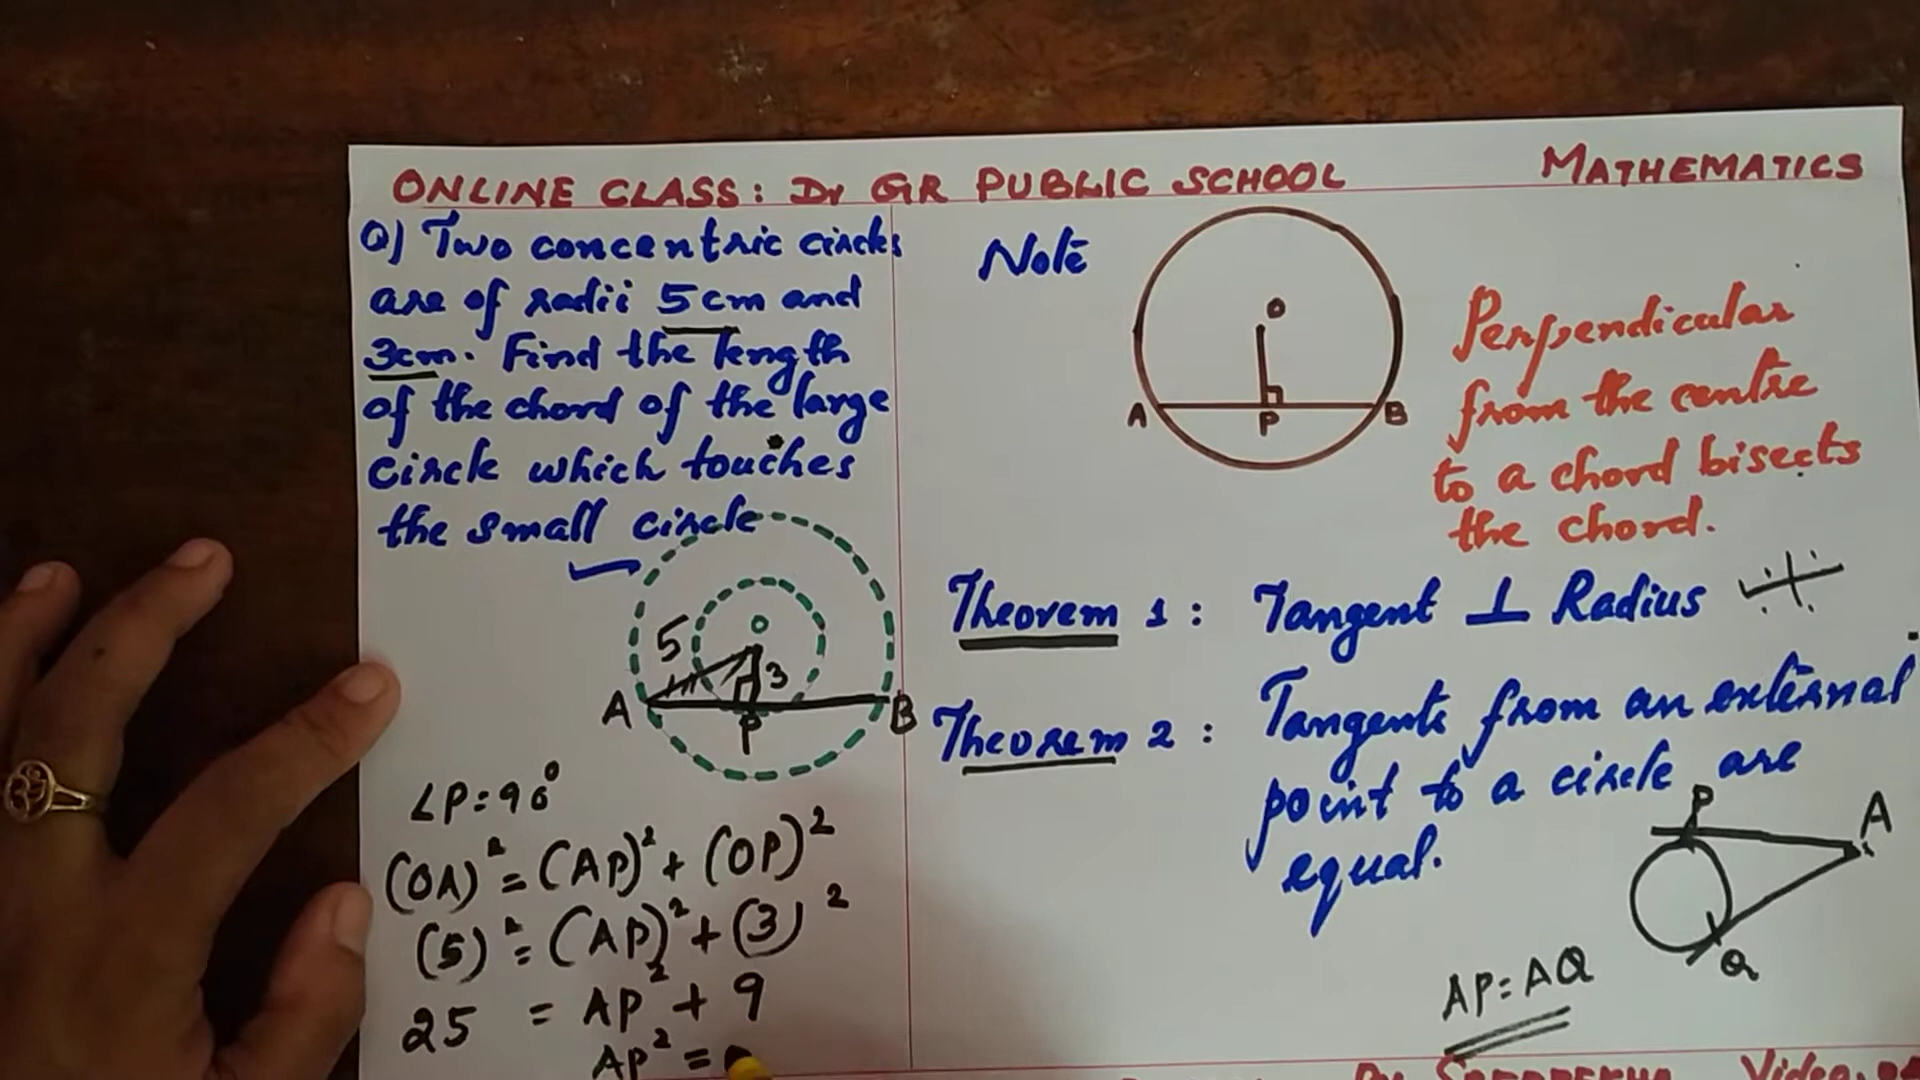 ONLINE CLASS: Dr GR PUBLIC SCHOOL MATHEMATICS
Q) Two concentric circles
are of radii 5cm and
3cm. Find the length
of the chord of the large
circle which touches
the small circle
O
5
3
A
P
B
∠P=90°
(OA)²=(AP)²+(OP)²
(5)²=(AP)²+(3)²
25 = AP²+9
AP²=
Note
O
A
P
B
Perpendicular
from the centre
to a chord bisects
the chord.
Theorem 1: Tangent ⊥ Radius
Theorem 2: Tangents from an external
point to a circle are
equal.
P
A
Q
AP=AQ